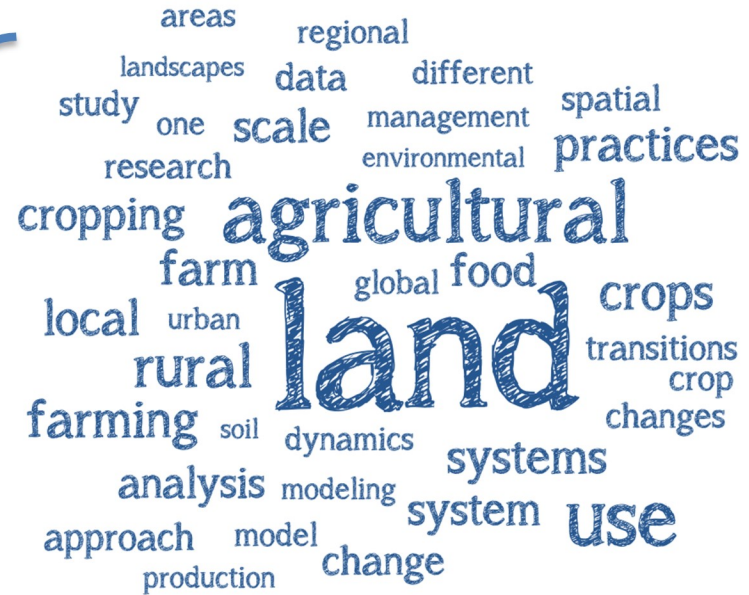 areas
regional
landscapes data different
study one scale management spatial
research environmental practices
cropping agricultural
farm global food
local urban land crops
rural transitions
crop
farming soil dynamics changes
analysis modeling systems
approach model system use
production change